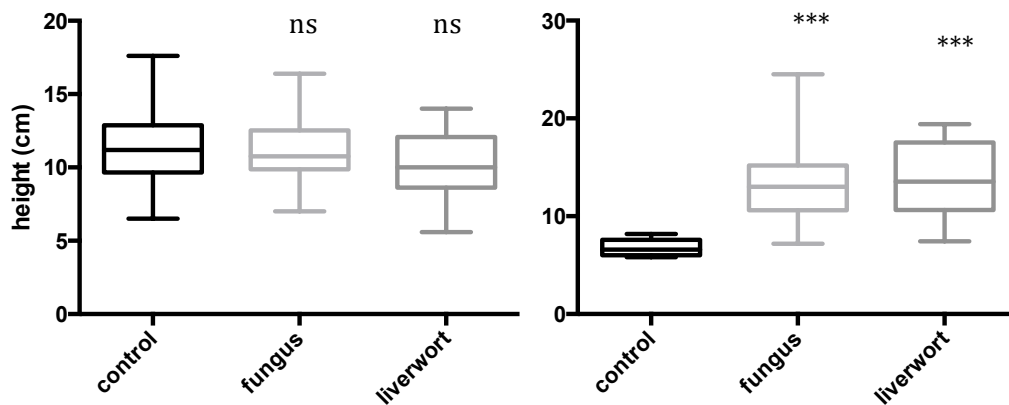 height (cm)
20
15
10
5
0
ns
ns
control
fungus
liverwort
30
20
10
0
***
***
control
fungus
liverwort